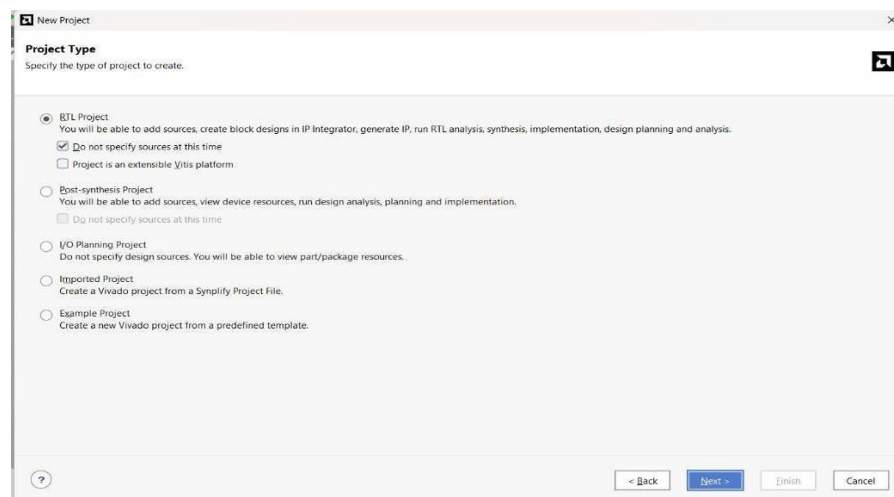 New Project
Project Type
Specify the type of project to create.
RTL Project
You will be able to add sources, create block designs in IP Integrator, generate IP, run RTL analysis, synthesis, implementation, design planning and analysis.
Do not specify sources at this time
Project is an extensible Vitis platform
Post-synthesis Project
You will be able to add sources, view device resources, run design analysis, planning and implementation.
Do not specify sources at this time
I/O Planning Project
Do not specify design sources. You will be able to view part/package resources.
Imported Project
Create a Vivado project from a Synplify Project File.
Example Project
Create a new Vivado project from a predefined template.
?
< Back
Next >
Finish
Cancel